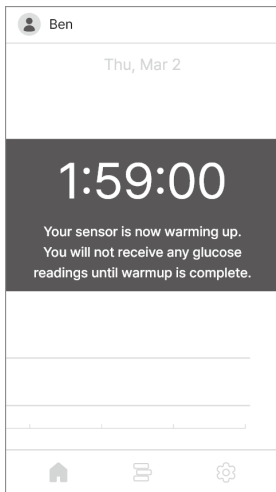 Ben
Thu, Mar 2
1:59:00
Your sensor is now warming up.
You will not receive any glucose
readings until warmup is complete.